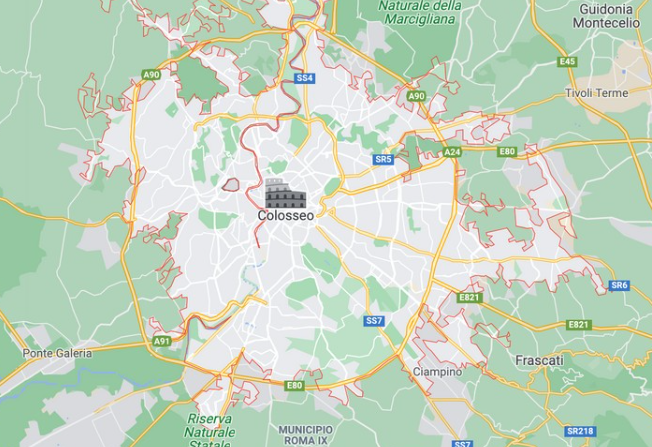 Naturale della
Marcigliana
Guidonia
Montecelio
E45
A90
SS4
Tivoli Terme
A90
SR5
A24
E80
Colosseo
SR6
E821
SS7
E821
A91
Ponte Galeria
Frascati
Ciampino
E80
Riserva
Naturale
Statale
MUNICIPIO
ROMA IX
SR218
SS7